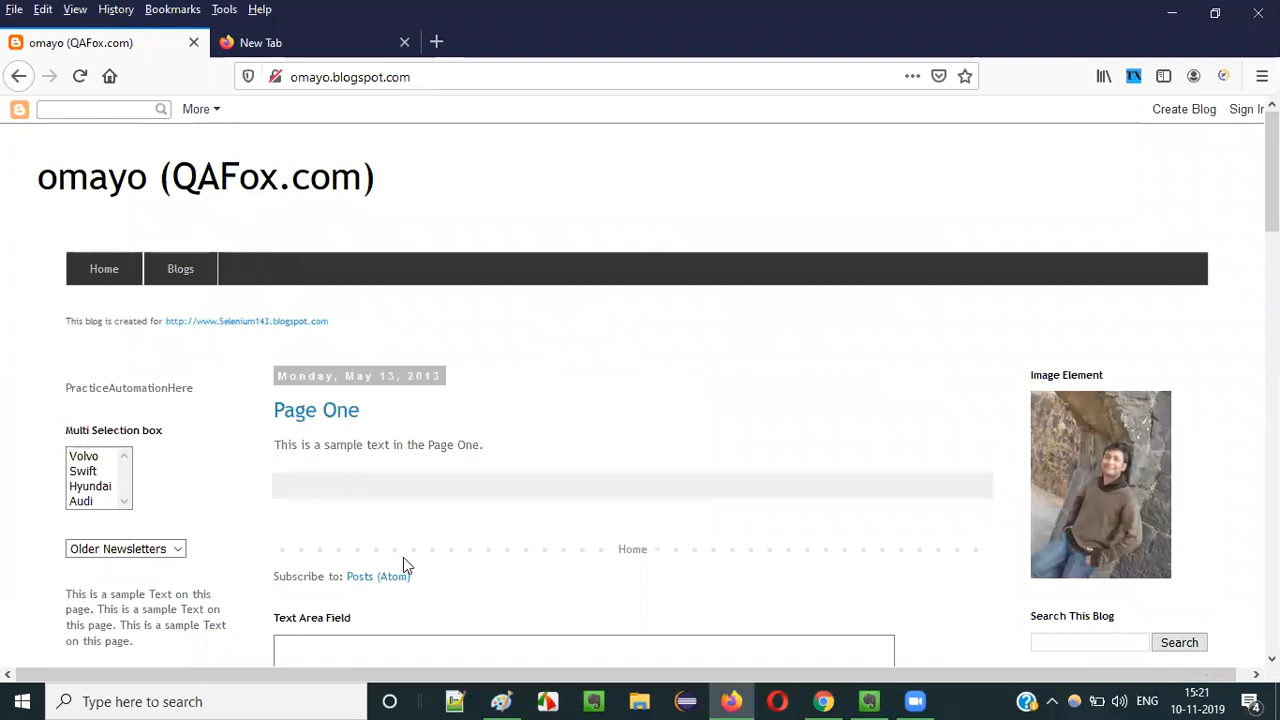 File Edit View History Bookmarks Tools Help
omayo (QAFox.com)
New Tab
omayo.blogspot.com
More
Create Blog
Sign In
omayo (QAFox.com)
Home
Blogs
This blog is created for http://www.Selenium143.blogspot.com
PracticeAutomationHere
Multi Selection box
Volvo
Swift
Hyundai
Audi
Older Newsletters
This is a sample Text on this
page. This is a sample Text on
this page. This is a sample Text
on this page.
Monday, May 13, 2013
Page One
This is a sample text in the Page One.
Home
Subscribe to: Posts (Atom)
Text Area Field
Image Element
Search This Blog
Search
Type here to search
ENG
15:21
10-11-2019
4